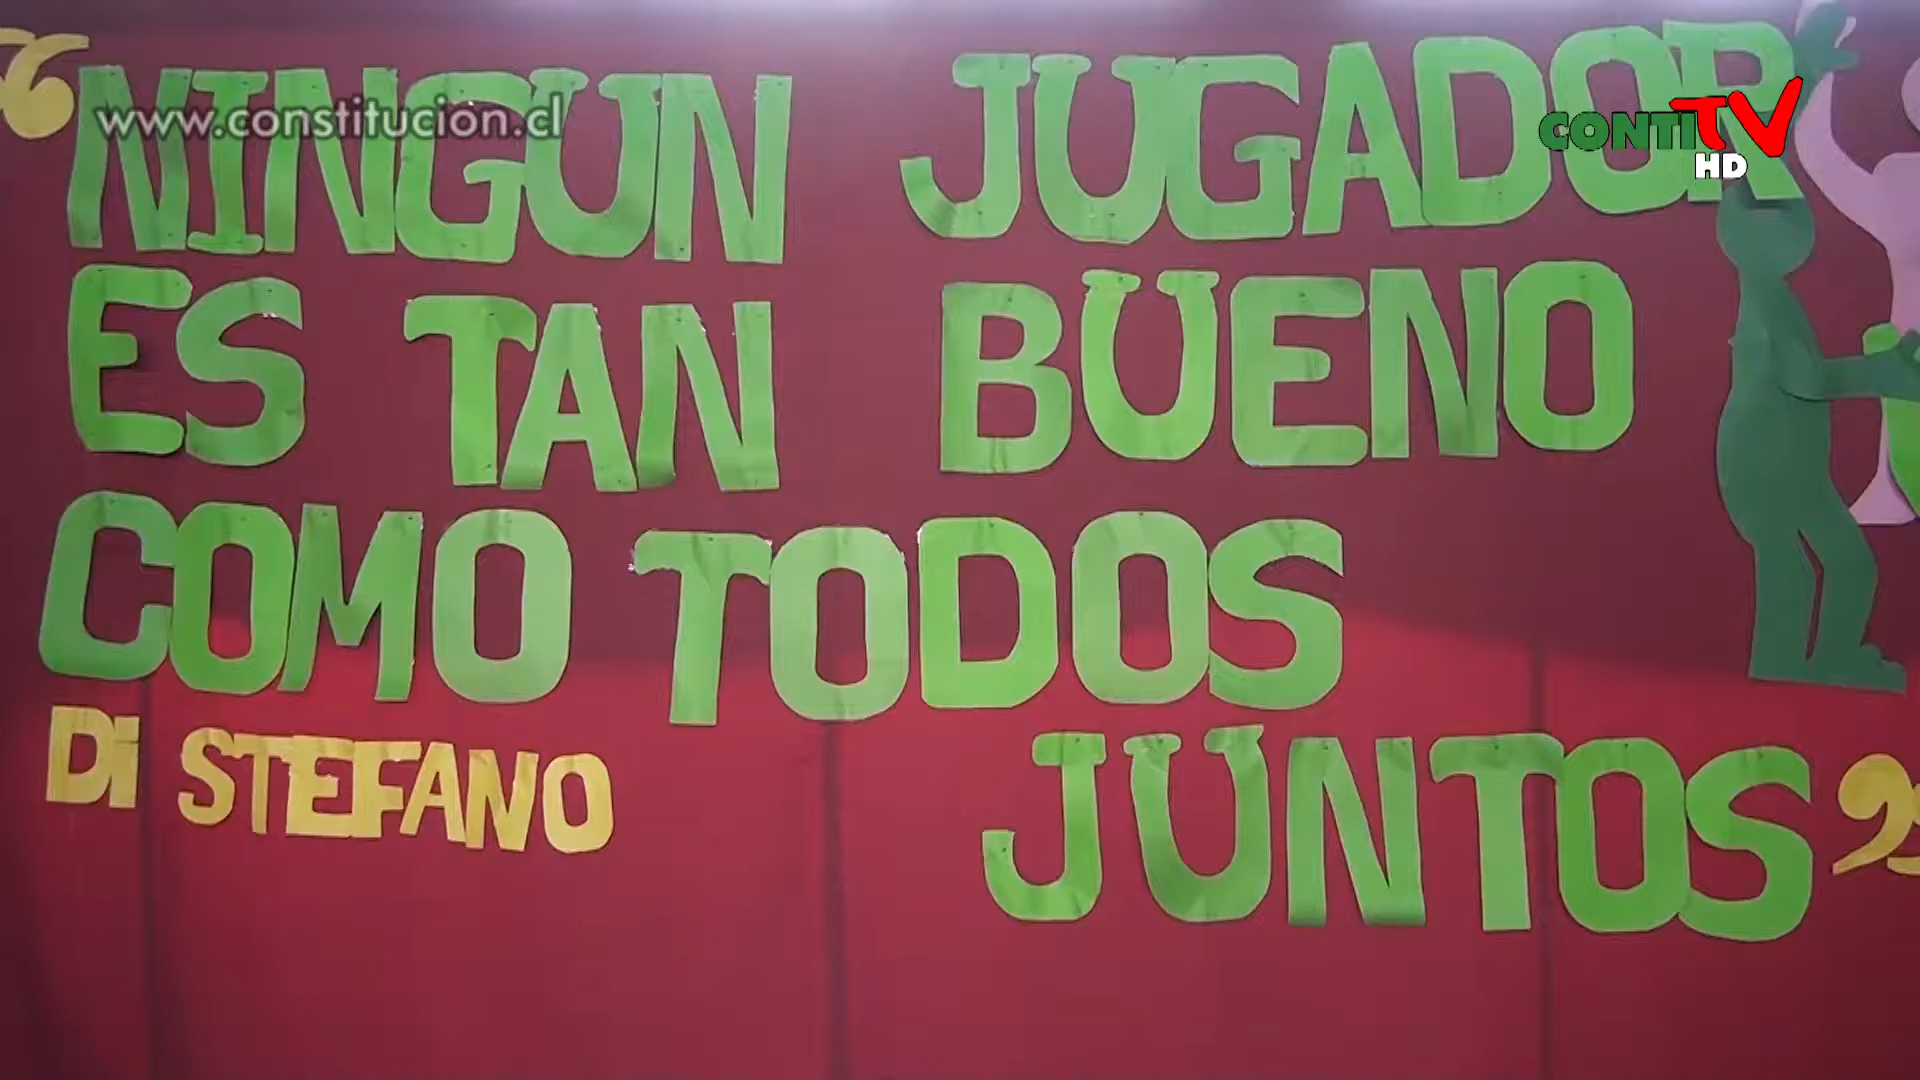 “NINGUN JUGADOR
www.constitucion.cl
CONTI TV
HD
ES TAN BUENO
COMO TODOS
DI STEFANO
JUNTOS”